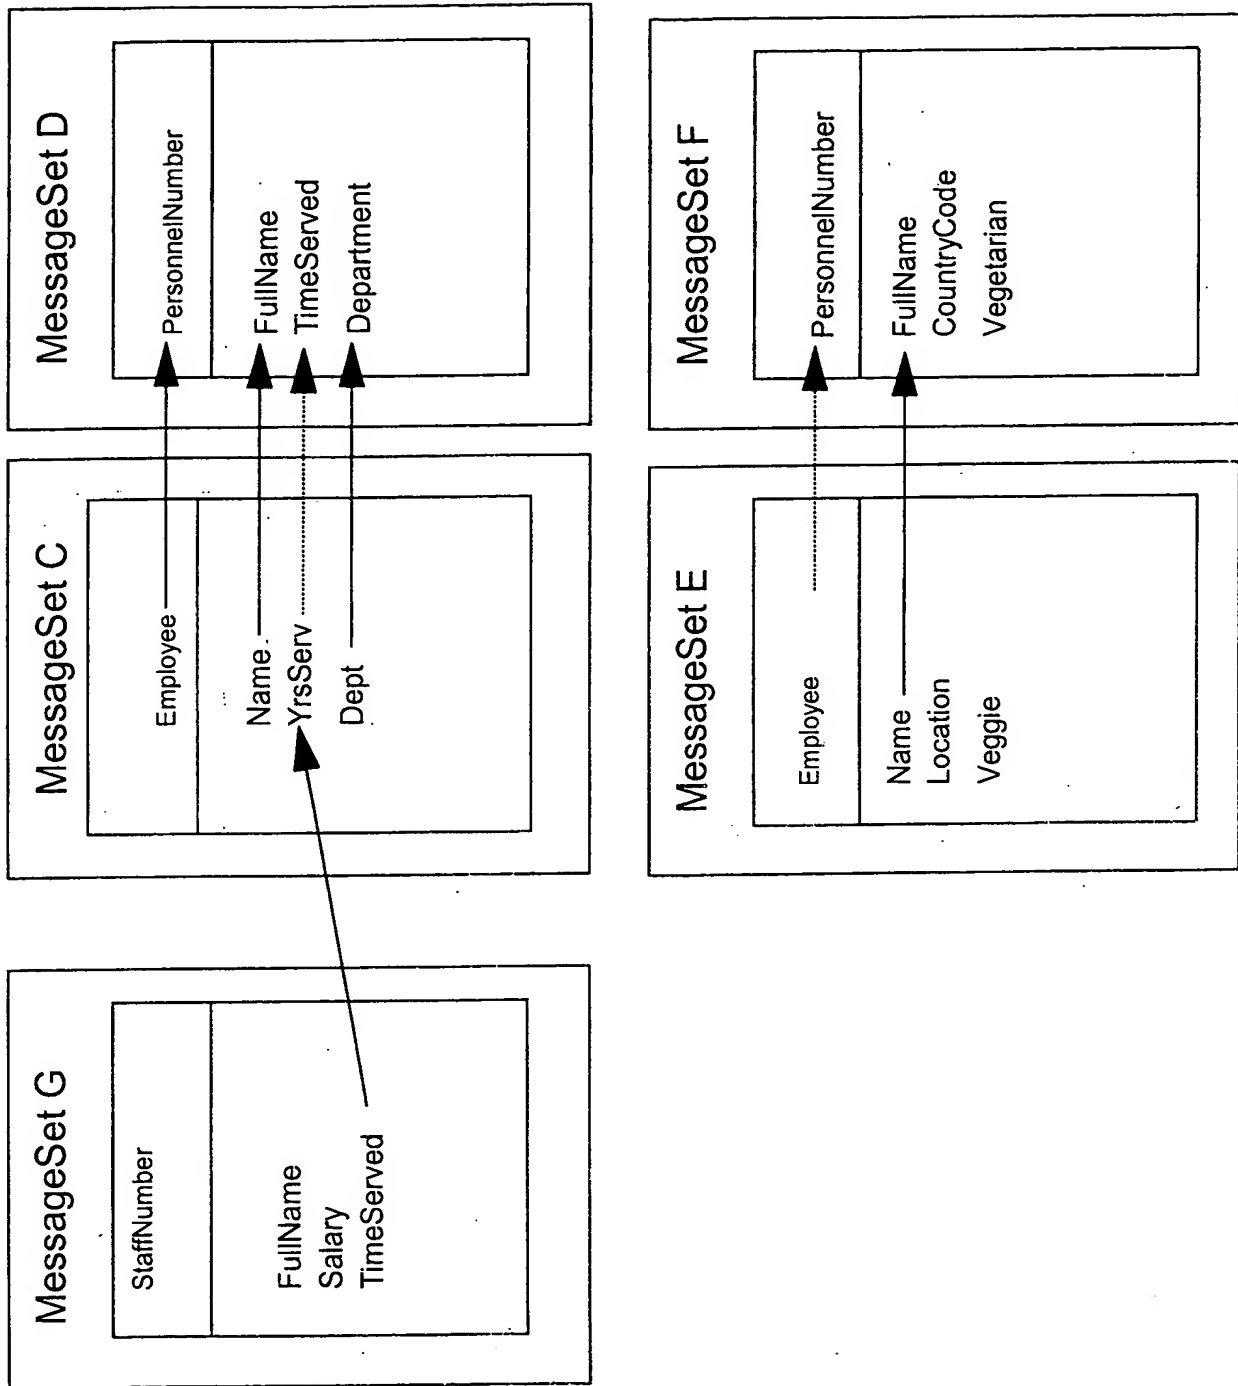 MessageSet G
StaffNumber
FullName
Salary
TimeServed
MessageSet C
Employee
Name
YrsServ
Dept
MessageSet D
PersonnelNumber
FullName
TimeServed
Department
MessageSet E
Employee
Name
Location
Veggie
MessageSet F
PersonnelNumber
FullName
CountryCode
Vegetarian